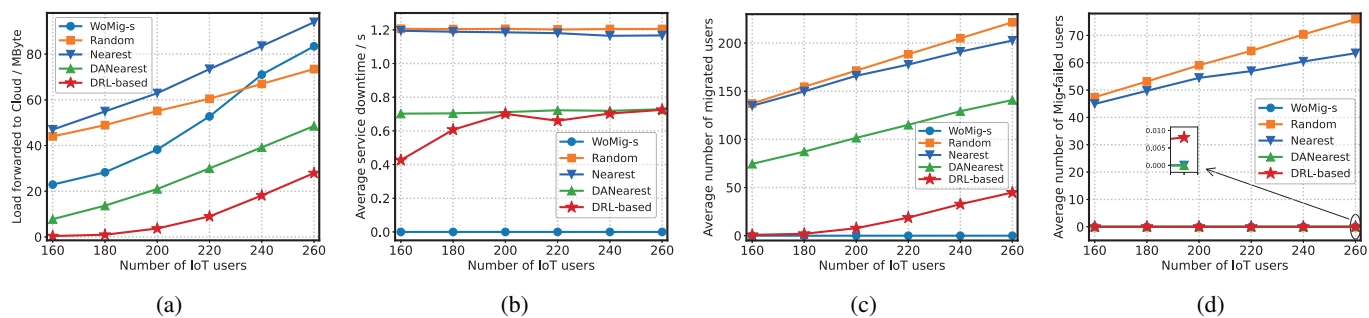 Load forwarded to Cloud / MByte
80
60
40
20
0
160 180 200 220 240 260
Number of IoT users
WoMig-s
Random
Nearest
DANearest
DRL-based
(a)
Average service downtime / s
1.2
1.0
0.8
0.6
0.4
0.2
0.0
160 180 200 220 240 260
Number of IoT users
WoMig-s
Random
Nearest
DANearest
DRL-based
(b)
Average number of migrated users
200
150
100
50
0
160 180 200 220 240 260
Number of IoT users
WoMig-s
Random
Nearest
DANearest
DRL-based
(c)
Average number of Mig-failed users
70
60
50
40
30
20
10
0
160 180 200 220 240 260
Number of IoT users
0.010
0.005
0.000
WoMig-s
Random
Nearest
DANearest
DRL-based
(d)